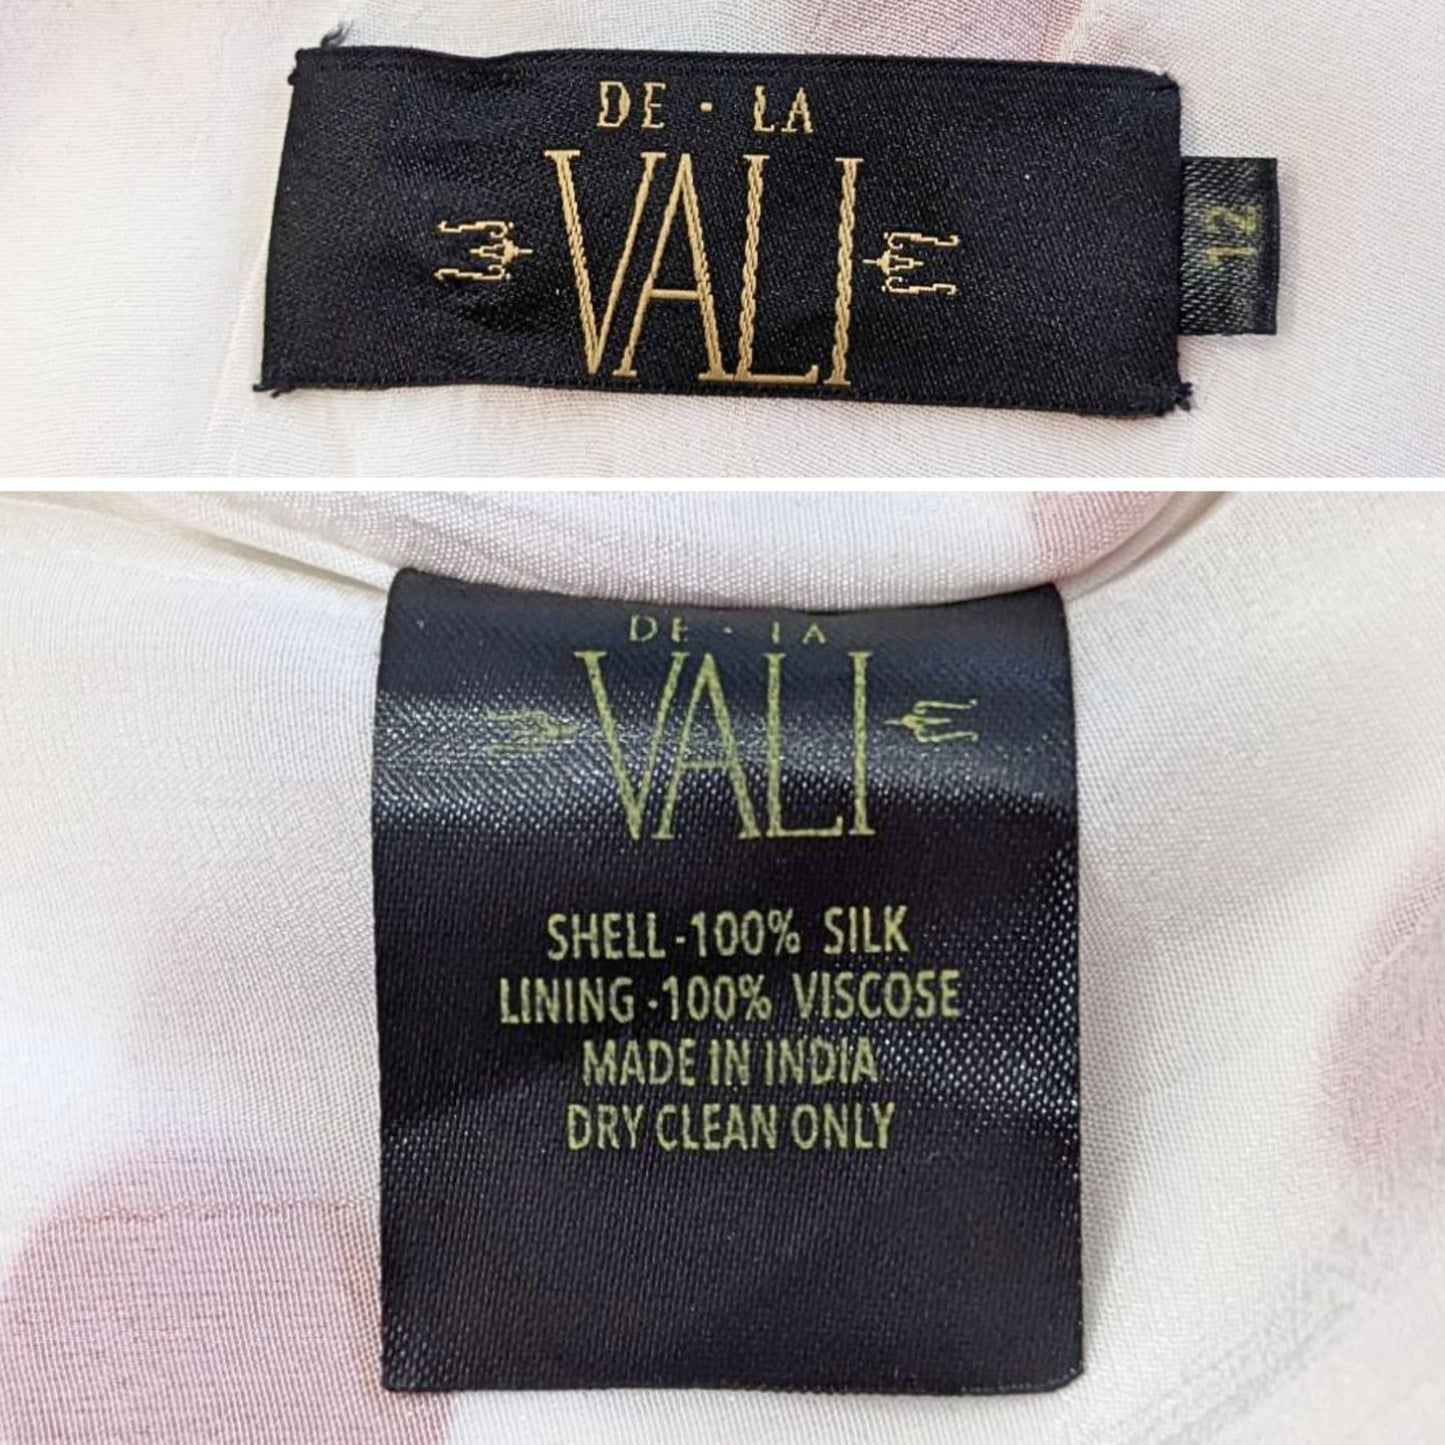 DE · LA
VALI
12
DE · LA
VALI
SHELL - 100% SILK
LINING - 100% VISCOSE
MADE IN INDIA
DRY CLEAN ONLY